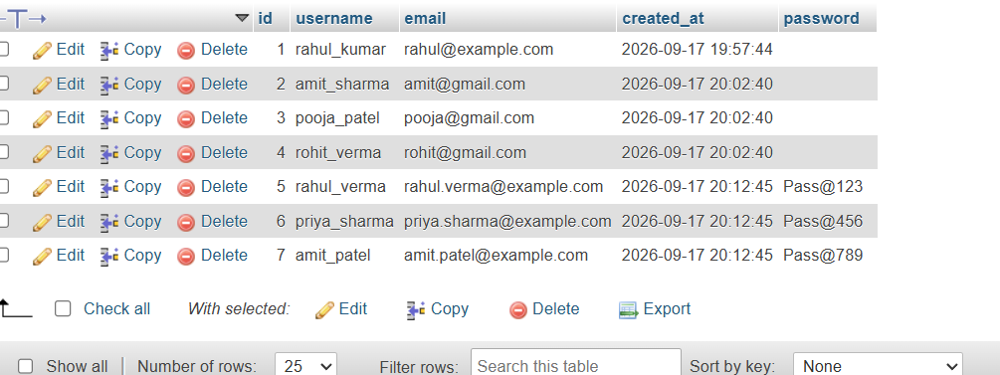 id username email created_at password
Edit Copy Delete 1 rahul_kumar rahul@example.com 2026-09-17 19:57:44
Edit Copy Delete 2 amit_sharma amit@gmail.com 2026-09-17 20:02:40
Edit Copy Delete 3 pooja_patel pooja@gmail.com 2026-09-17 20:02:40
Edit Copy Delete 4 rohit_verma rohit@gmail.com 2026-09-17 20:02:40
Edit Copy Delete 5 rahul_verma rahul.verma@example.com 2026-09-17 20:12:45 Pass@123
Edit Copy Delete 6 priya_sharma priya.sharma@example.com 2026-09-17 20:12:45 Pass@456
Edit Copy Delete 7 amit_patel amit.patel@example.com 2026-09-17 20:12:45 Pass@789
Check all With selected: Edit Copy Delete Export
Show all Number of rows: 25 Filter rows: Search this table Sort by key: None